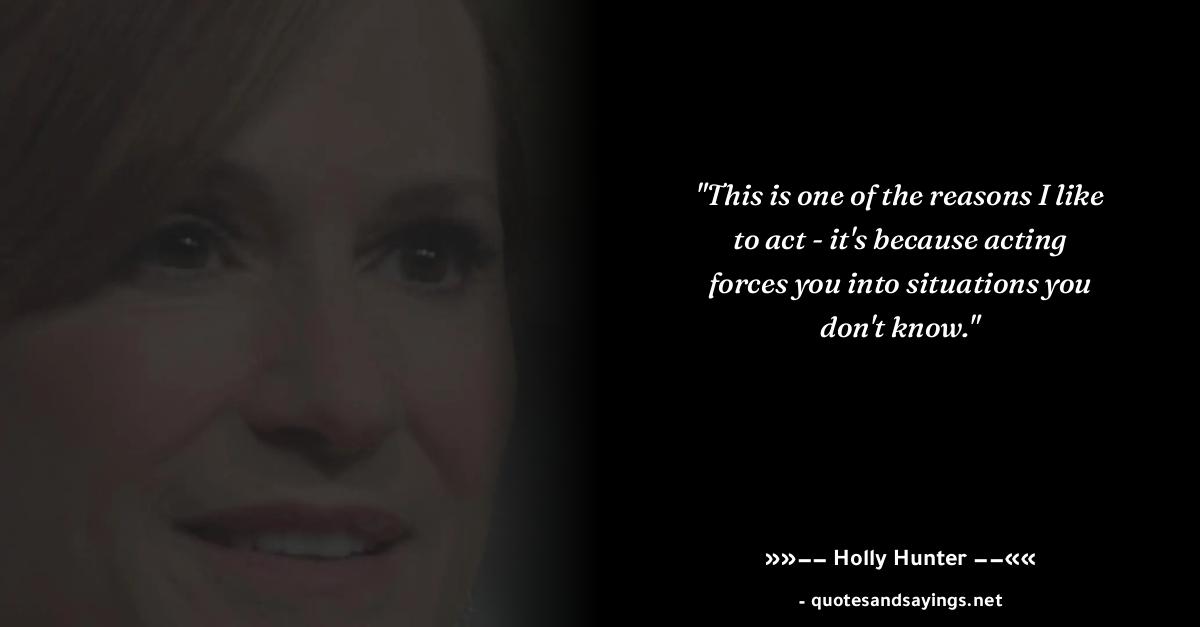 "This is one of the reasons I like
to act - it's because acting
forces you into situations you
don't know."
»»–– Holly Hunter ––««
- quotesandsayings.net